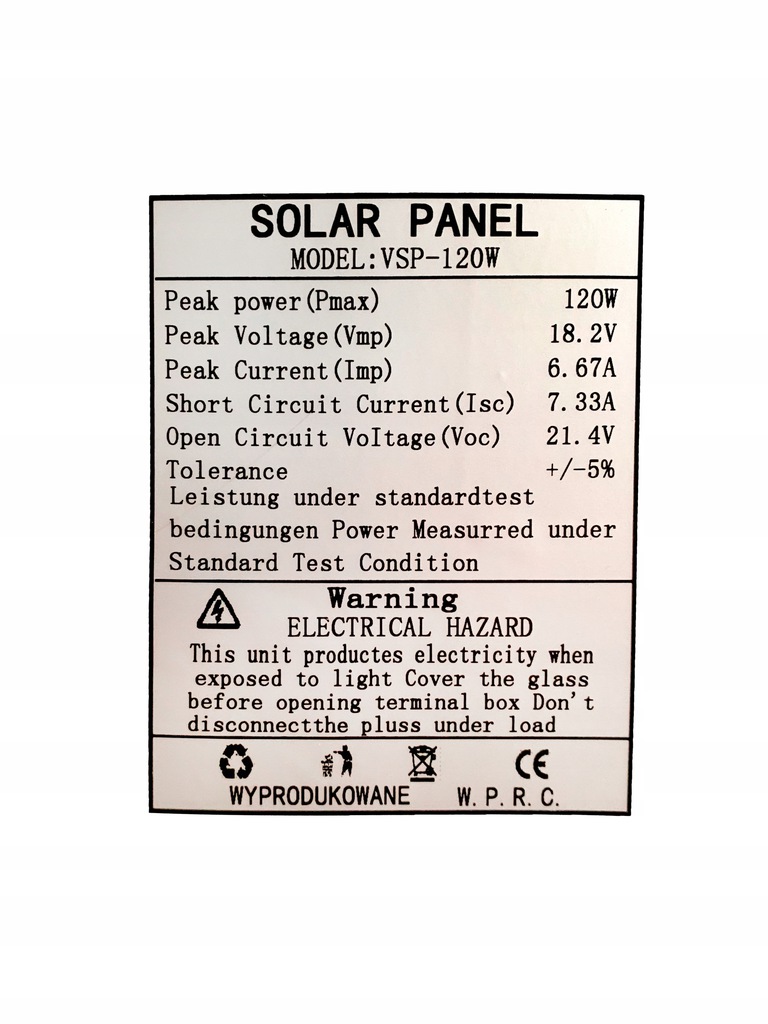 SOLAR PANEL
MODEL:VSP-120W
Peak power(Pmax) 120W
Peak Voltage(Vmp) 18.2V
Peak Current(Imp) 6.67A
Short Circuit Current(Isc) 7.33A
Open Circuit VoItage(Voc) 21.4V
Tolerance +/-5%
Leistung under standardtest
bedingungen Power Measurred under
Standard Test Condition
Warning
ELECTRICAL HAZARD
This unit productes electricity when
exposed to light Cover the glass
before opening terminal box Don't
disconnectthe pluss under load
CE
WYPRODUKOWANE W. P. R. C.